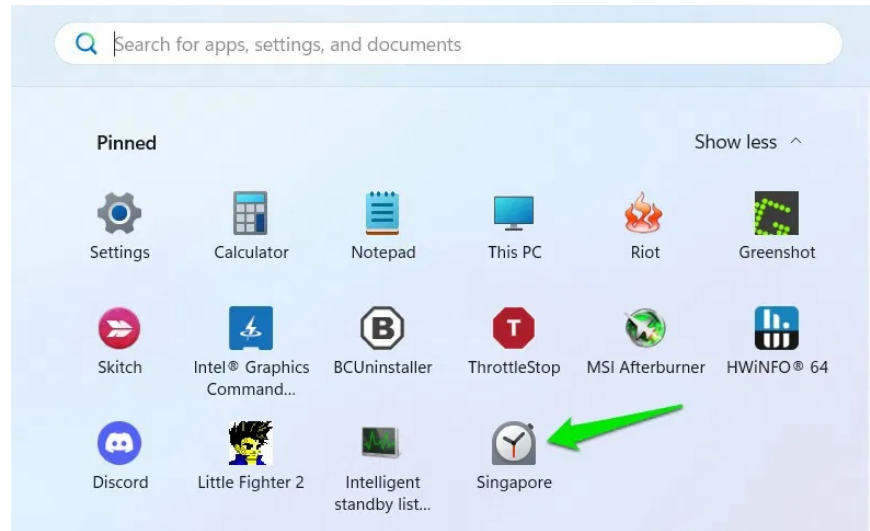 Search for apps, settings, and documents
Pinned
Show less
Settings
Calculator
Notepad
This PC
Riot
Greenshot
Skitch
Intel® Graphics
Command...
BCUninstaller
ThrottleStop
MSI Afterburner
HWiNFO® 64
Discord
Little Fighter 2
Intelligent
standby list...
Singapore